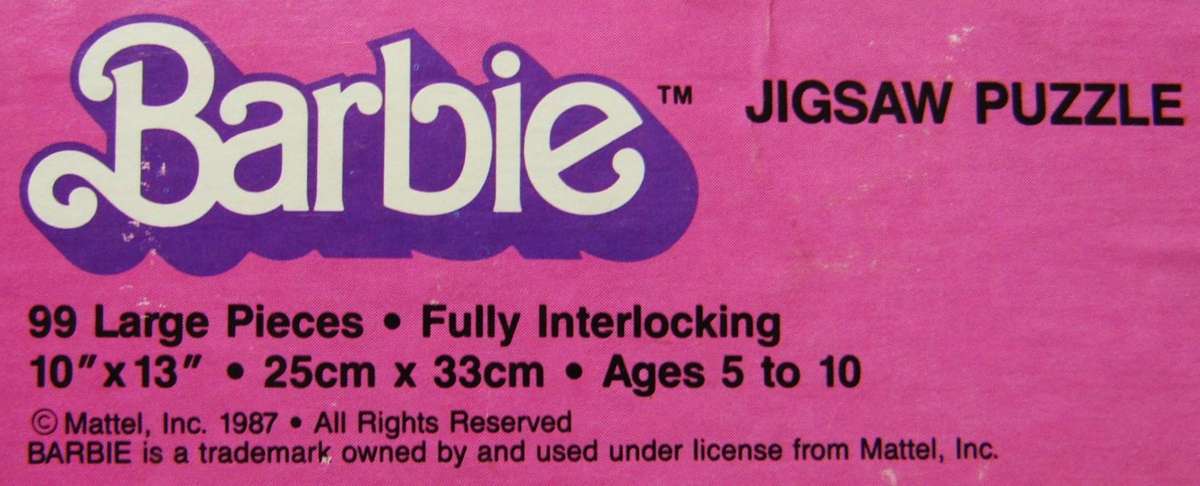 Barbie™ JIGSAW PUZZLE
99 Large Pieces • Fully Interlocking
10" x 13" • 25cm x 33cm • Ages 5 to 10
© Mattel, Inc. 1987 • All Rights Reserved
BARBIE is a trademark owned by and used under license from Mattel, Inc.